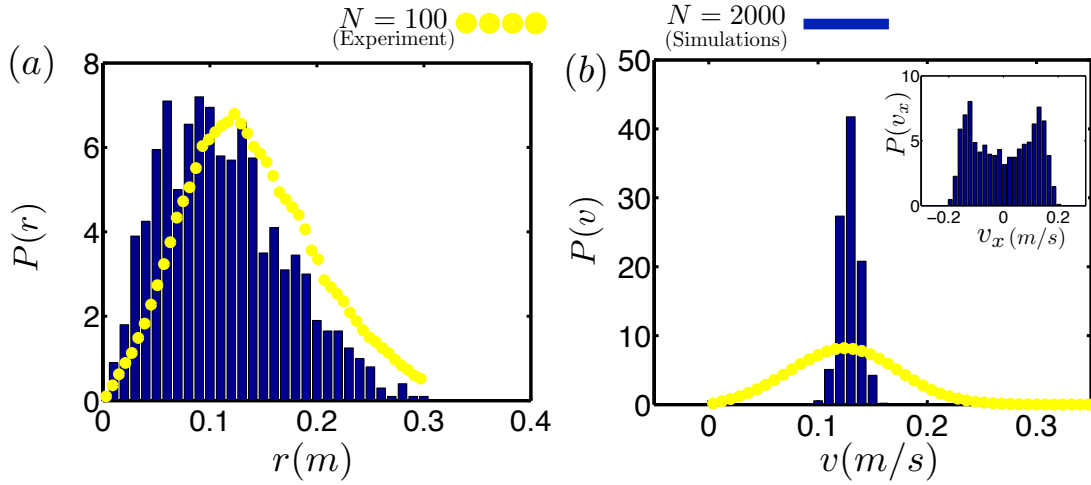 N = 100
(Experiment)
N = 2000
(Simulations)
(a)
8
6
4
2
0
P(r)
0
0.1
0.2
0.3
0.4
r(m)
(b)
50
40
30
20
10
0
P(v)
0
0.1
0.2
0.3
v(m/s)
10
5
0
P(v_x)
−0.2
0
0.2
v_x(m/s)